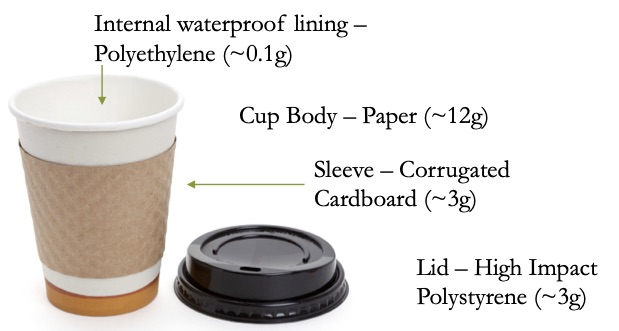 Internal waterproof lining –
Polyethylene (~0.1g)
Cup Body – Paper (~12g)
Sleeve – Corrugated
Cardboard (~3g)
Lid – High Impact
Polystyrene (~3g)